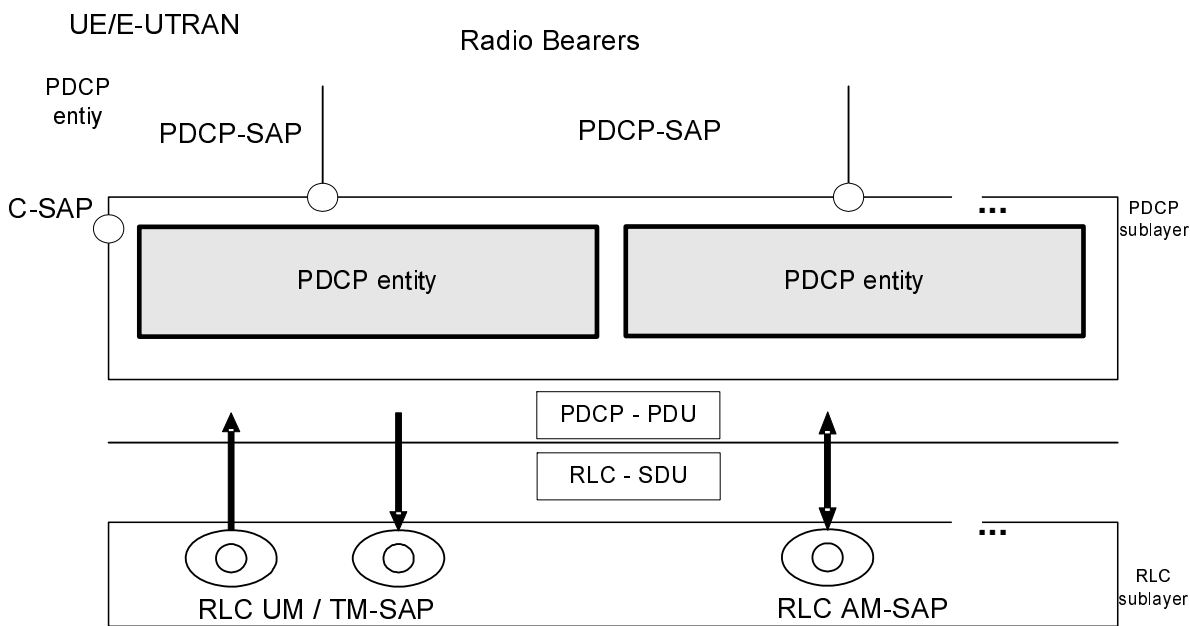 UE/E-UTRAN
Radio Bearers
PDCP
entiy
PDCP-SAP
PDCP-SAP
C-SAP
...
PDCP
sublayer
PDCP entity
PDCP entity
PDCP - PDU
RLC - SDU
...
RLC UM / TM-SAP
RLC AM-SAP
RLC
sublayer